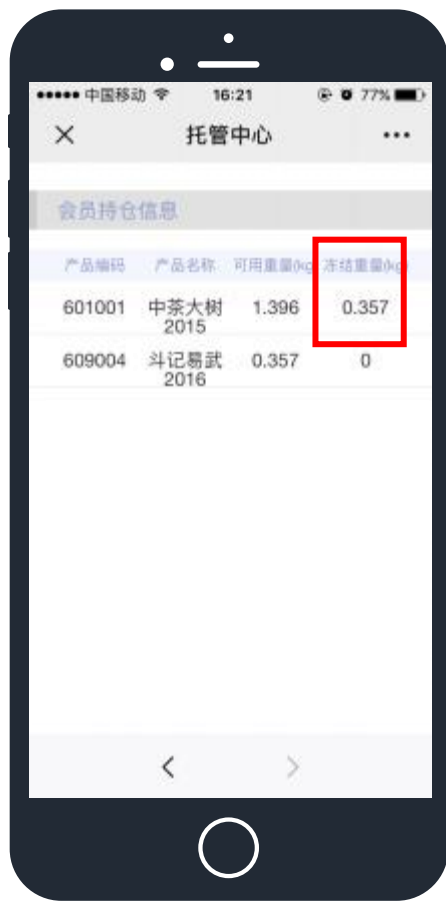 中国移动 16:21 77%
托管中心
会员持仓信息
产品编码 产品名称 可用重量(kg 冻结重量(kg)
601001 中茶大树 1.396 0.357
2015
609004 斗记易武 0.357 0
2016